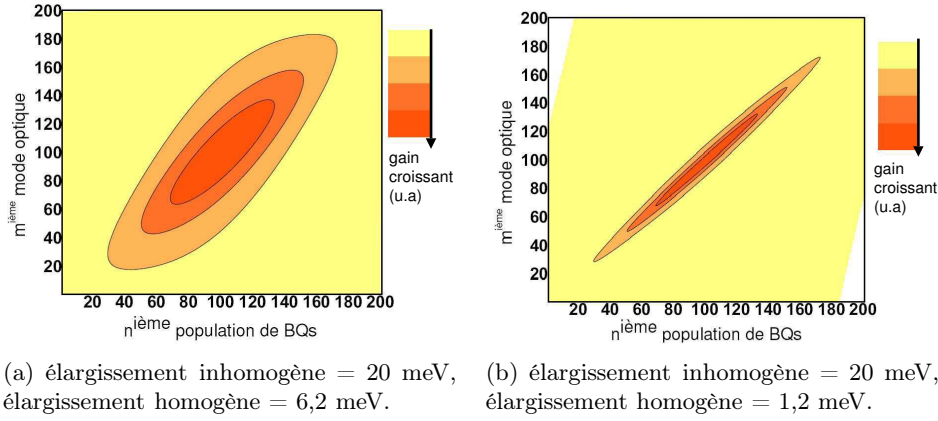 200
180
160
140
120
100
80
60
40
20
20 40 60 80 100 120 140 160 180 200
mième mode optique
nième population de BQs
gain
croissant
(u.a)
200
180
160
140
120
100
80
60
40
20
20 40 60 80 100 120 140 160 180 200
mième mode optique
nième population de BQs
gain
croissant
(u.a)
(a) élargissement inhomogène = 20 meV,
élargissement homogène = 6,2 meV.
(b) élargissement inhomogène = 20 meV,
élargissement homogène = 1,2 meV.